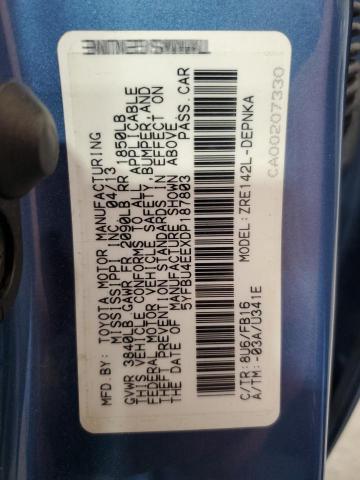 MFD. BY: TOYOTA MOTOR MANUFACTURING
MISSISSIPPI INC. 04/13
GVWR 3840LB GAWR FR 2090LB RR 1850LB
THIS VEHICLE CONFORMS TO ALL APPLICABLE
FEDERAL MOTOR VEHICLE SAFETY, BUMPER, AND
THEFT PREVENTION STANDARDS IN EFFECT ON
THE DATE OF MANUFACTURE SHOWN ABOVE.
5YFBU4EEXDP187803 PASS.CAR
C/TR:8U6/FB16 MODEL:ZRE142L-DEPNKA
A/TM:-03A/U341E
CA00207330